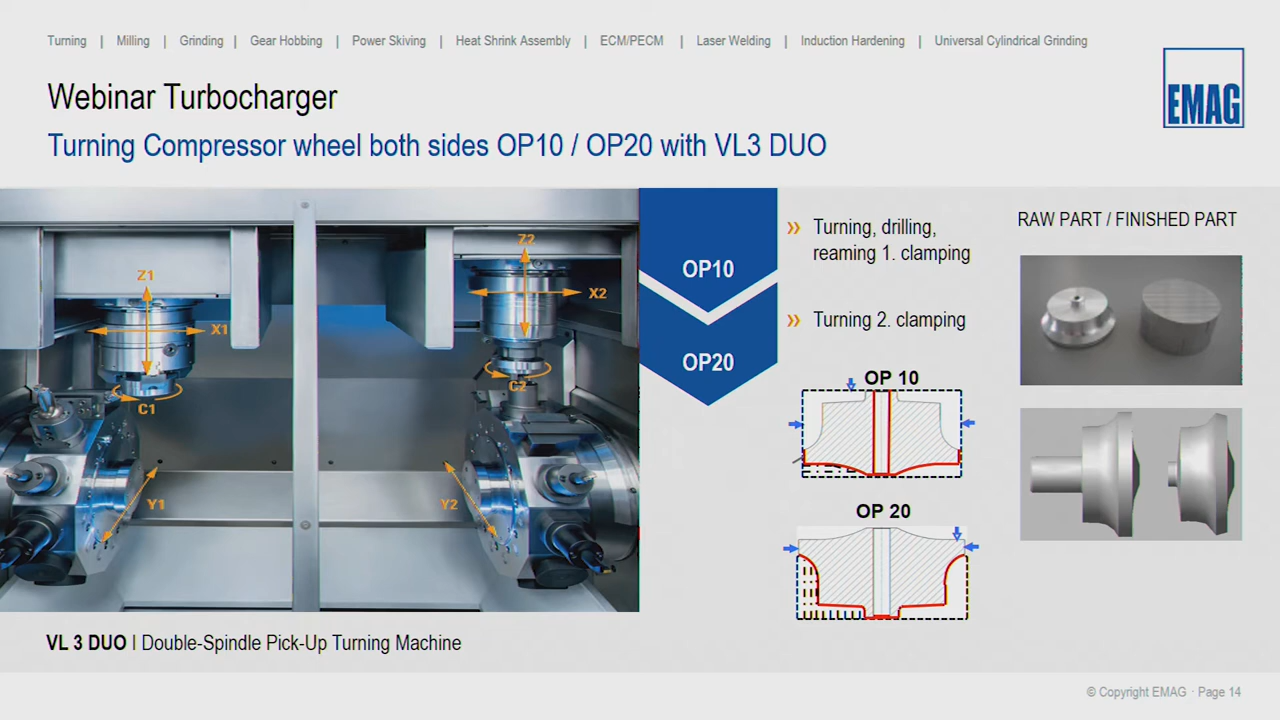 Turning | Milling | Grinding | Gear Hobbing | Power Skiving | Heat Shrink Assembly | ECM/PECM | Laser Welding | Induction Hardening | Universal Cylindrical Grinding
EMAG
Webinar Turbocharger
Turning Compressor wheel both sides OP10 / OP20 with VL3 DUO
Z1
X1
C1
Y1
Z2
X2
C2
Y2
OP10
OP20
» Turning, drilling,
reaming 1. clamping
» Turning 2. clamping
OP 10
OP 20
RAW PART / FINISHED PART
VL 3 DUO | Double-Spindle Pick-Up Turning Machine
© Copyright EMAG · Page 14